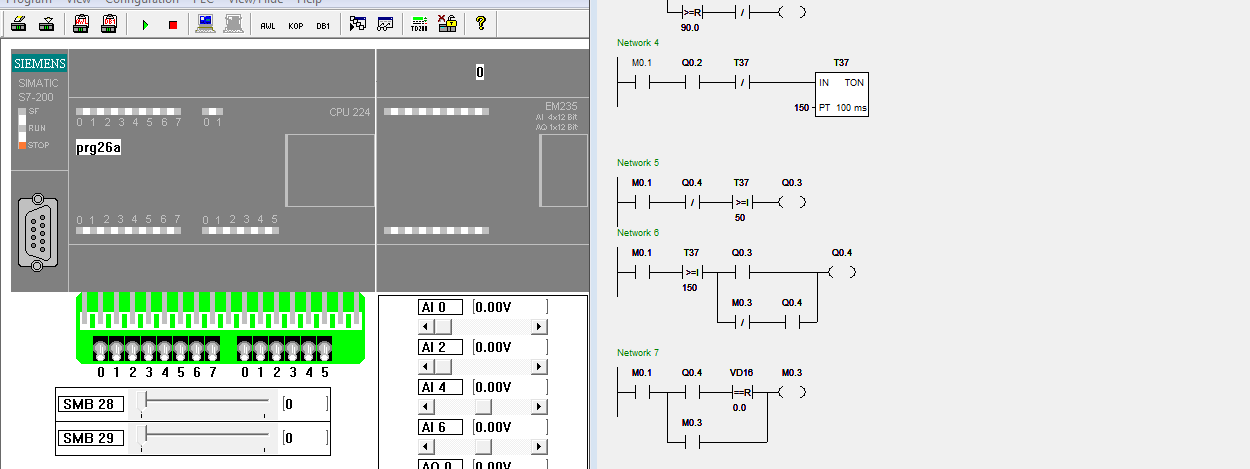 Program View Configuration PLC View/Hide Help
AWL KOP DB1 TD200 ?
SIEMENS
SIMATIC
S7-200
SF
RUN
STOP
0 1 2 3 4 5 6 7 0 1
CPU 224
prg26a
0 1 2 3 4 5 6 7 0 1 2 3 4 5
0
EM235
AI 4x12 Bit
AQ 1x12 Bit
0 1 2 3 4 5 6 7 0 1 2 3 4 5
SMB 28 [0 ]
SMB 29 [0 ]
AI 0 [0.00V ]
AI 2 [0.00V ]
AI 4 [0.00V ]
AI 6 [0.00V ]
AQ 0 [0.00V ]
>=R /
90.0
Network 4
M0.1 Q0.2 T37 T37
/ IN TON
150 PT 100 ms
Network 5
M0.1 Q0.4 T37 Q0.3
/ >=I
50
Network 6
M0.1 T37 Q0.3 Q0.4
>=I
150
M0.3 Q0.4
/
Network 7
M0.1 Q0.4 VD16 M0.3
==R
0.0
M0.3